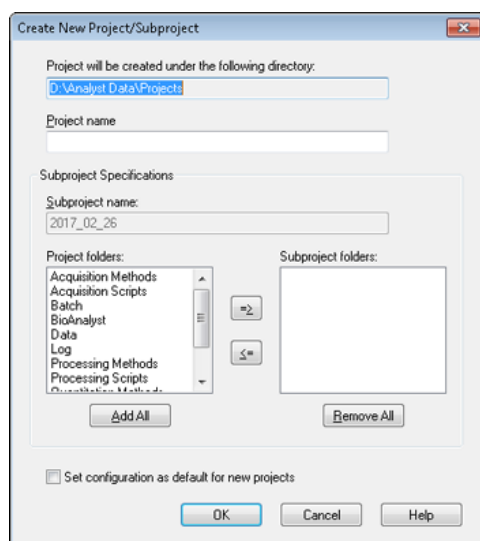 Create New Project/Subproject
Project will be created under the following directory:
D:\Analyst Data\Projects
Project name
Subproject Specifications
Subproject name:
2017_02_26
Project folders:
Subproject folders:
Acquisition Methods
Acquisition Scripts
Batch
BioAnalyst
Data
Log
Processing Methods
Processing Scripts
Quantitation Methods
=>
<=
Add All
Remove All
Set configuration as default for new projects
OK
Cancel
Help